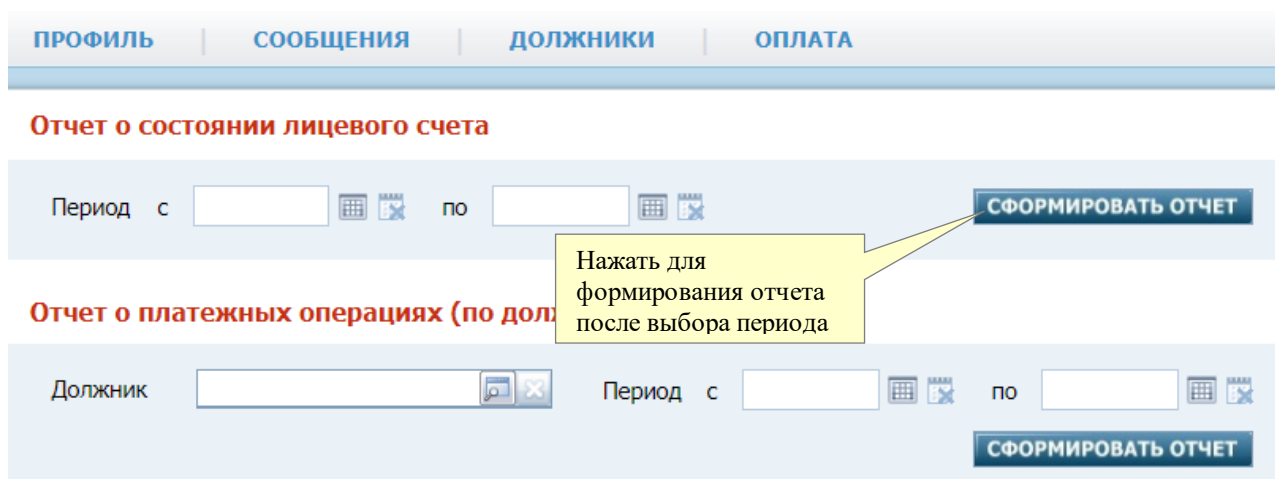 ПРОФИЛЬ СООБЩЕНИЯ ДОЛЖНИКИ ОПЛАТА
Отчет о состоянии лицевого счета
Период с по СФОРМИРОВАТЬ ОТЧЕТ
Нажать для
формирования отчета
после выбора периода
Отчет о платежных операциях (по
Должник Период с по
СФОРМИРОВАТЬ ОТЧЕТ